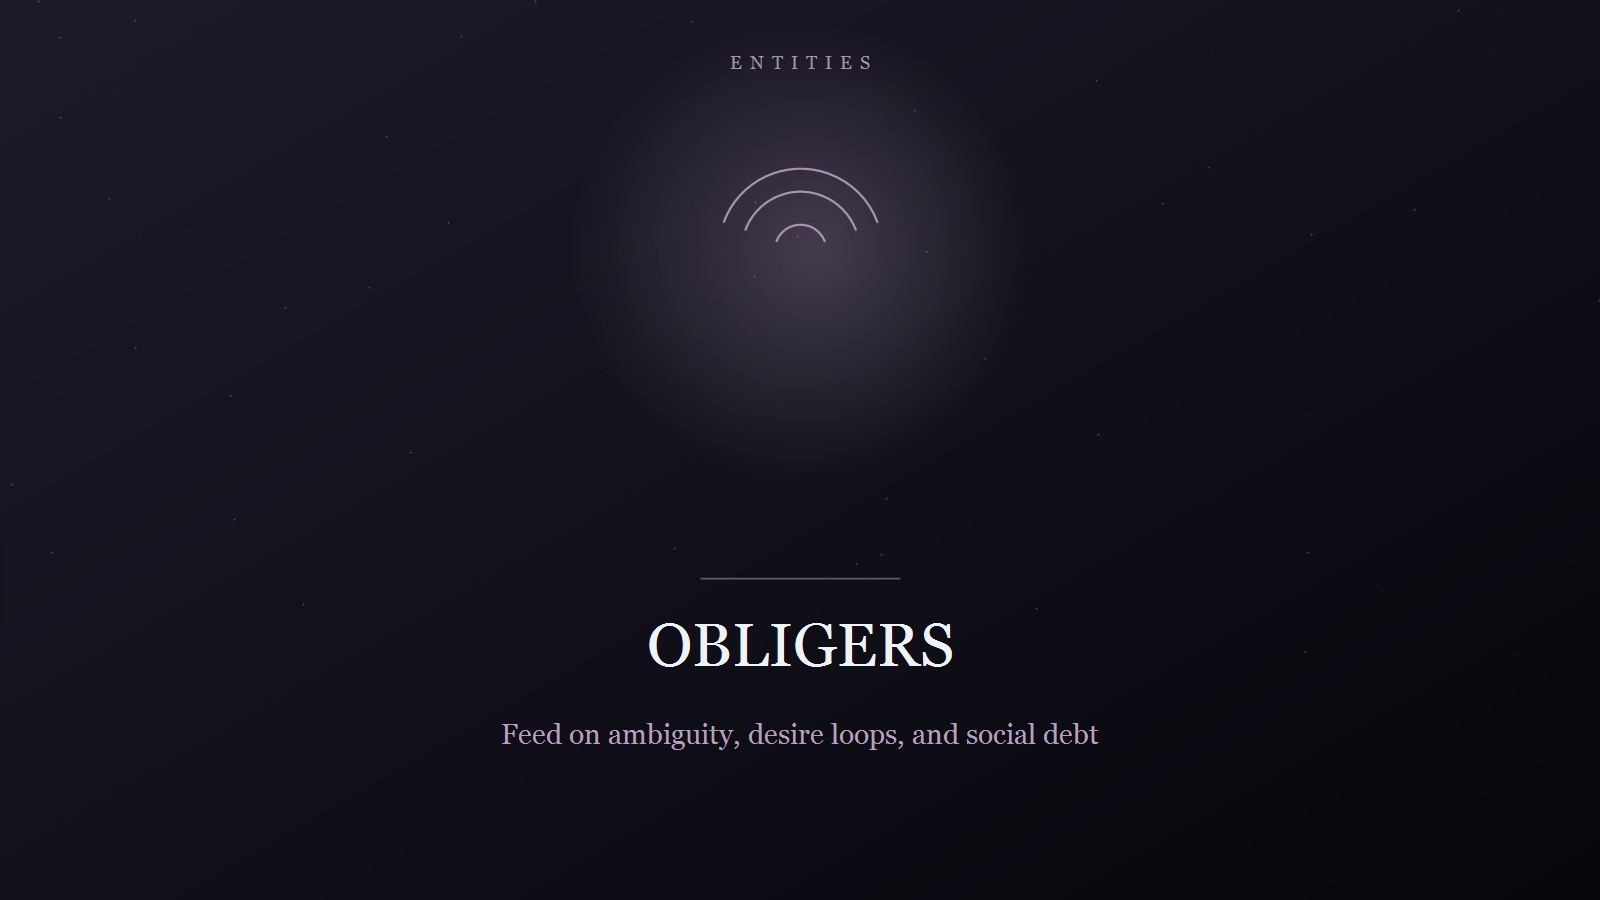 ENTITIES
OBLIGERS
Feed on ambiguity, desire loops, and social debt